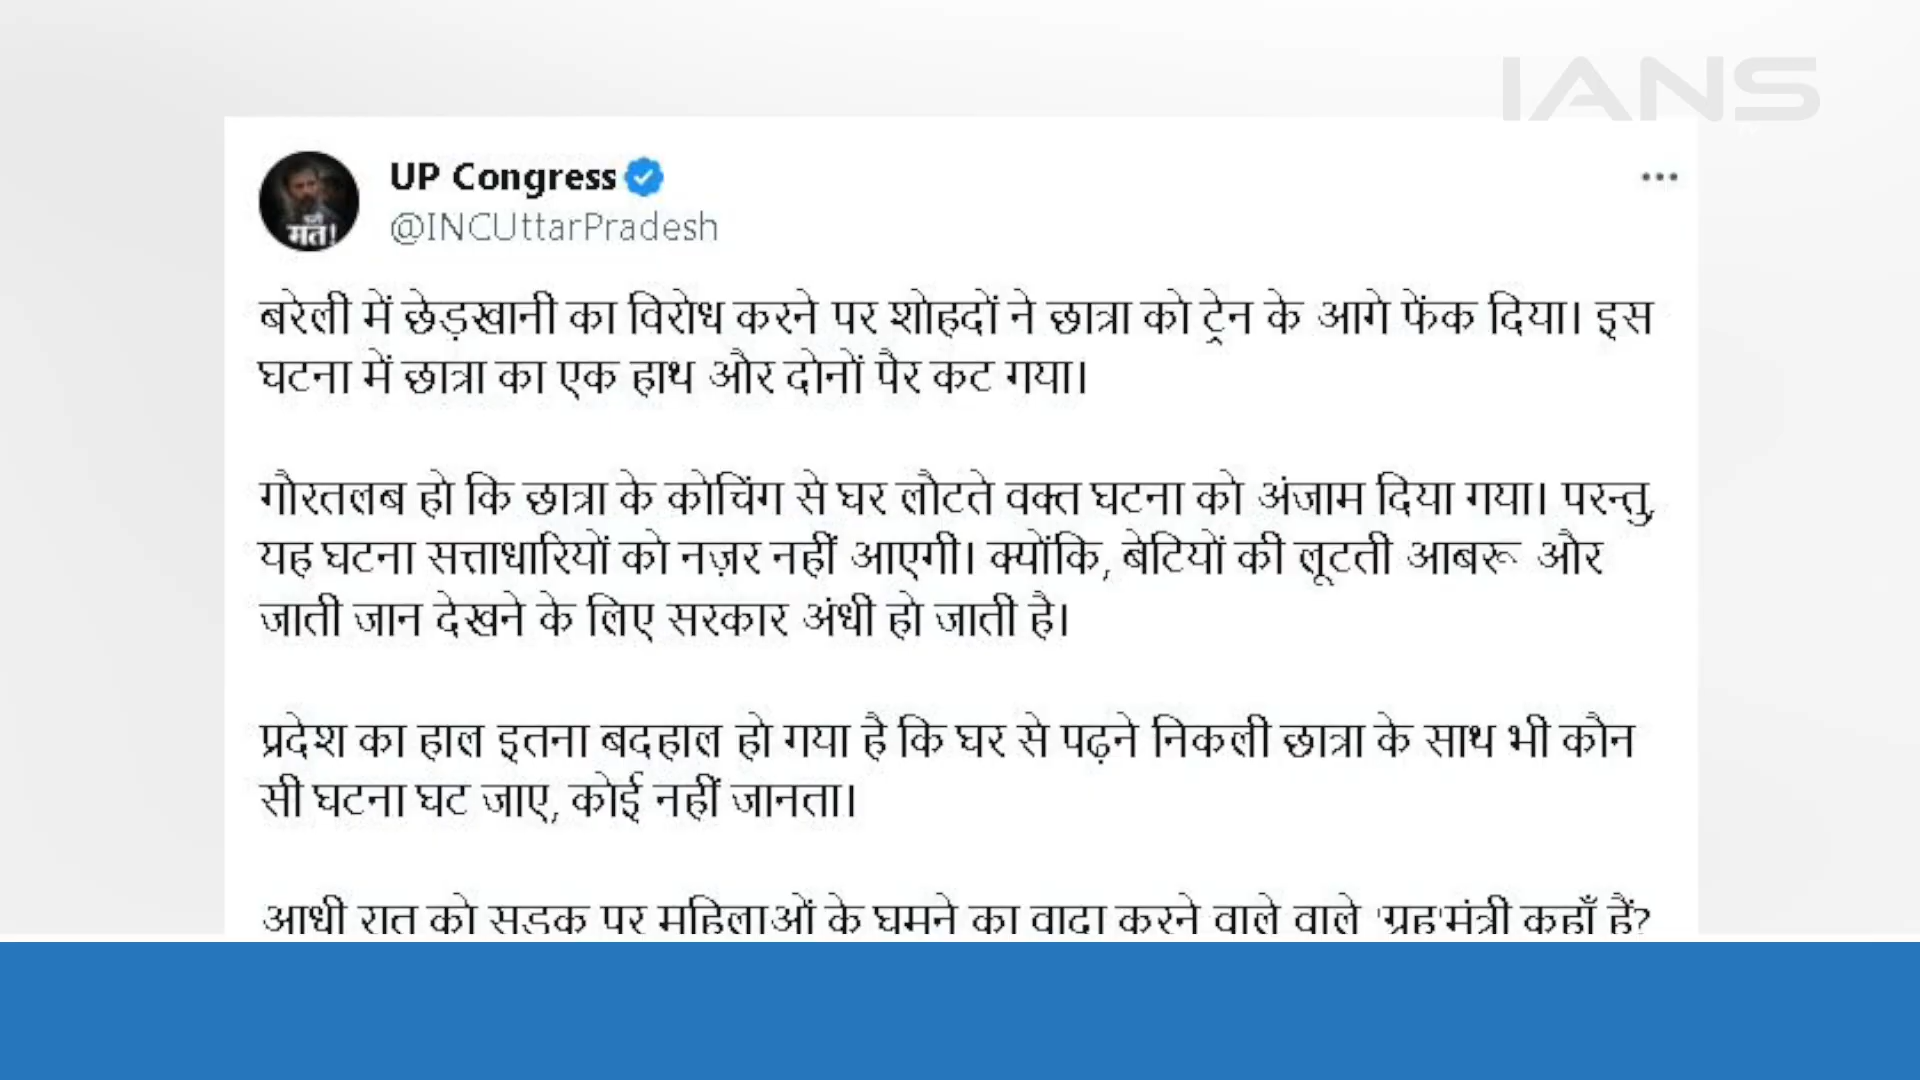 IANS
UP Congress
@INCUttarPradesh
बरेली में छेड़खानी का विरोध करने पर शोहदों ने छात्रा को ट्रेन के आगे फेंक दिया। इस
घटना में छात्रा का एक हाथ और दोनों पैर कट गया।
गौरतलब हो कि छात्रा के कोचिंग से घर लौटते वक्त घटना को अंजाम दिया गया। परन्तु,
यह घटना सत्ताधारियों को नज़र नहीं आएगी। क्योंकि, बेटियों की लूटती आबरू और
जाती जान देखने के लिए सरकार अंधी हो जाती है।
प्रदेश का हाल इतना बदहाल हो गया है कि घर से पढ़ने निकली छात्रा के साथ भी कौन
सी घटना घट जाए, कोई नहीं जानता।
आधी रात को सड़क पर महिलाओं के घूमने का वादा करने वाले वाले 'ग्रह'मंत्री कहाँ हैं?